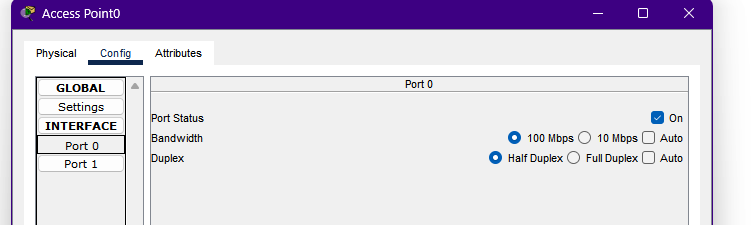 Access Point0
Physical Config Attributes
GLOBAL
Settings
INTERFACE
Port 0
Port 1
Port 0
Port Status On
Bandwidth 100 Mbps 10 Mbps Auto
Duplex Half Duplex Full Duplex Auto